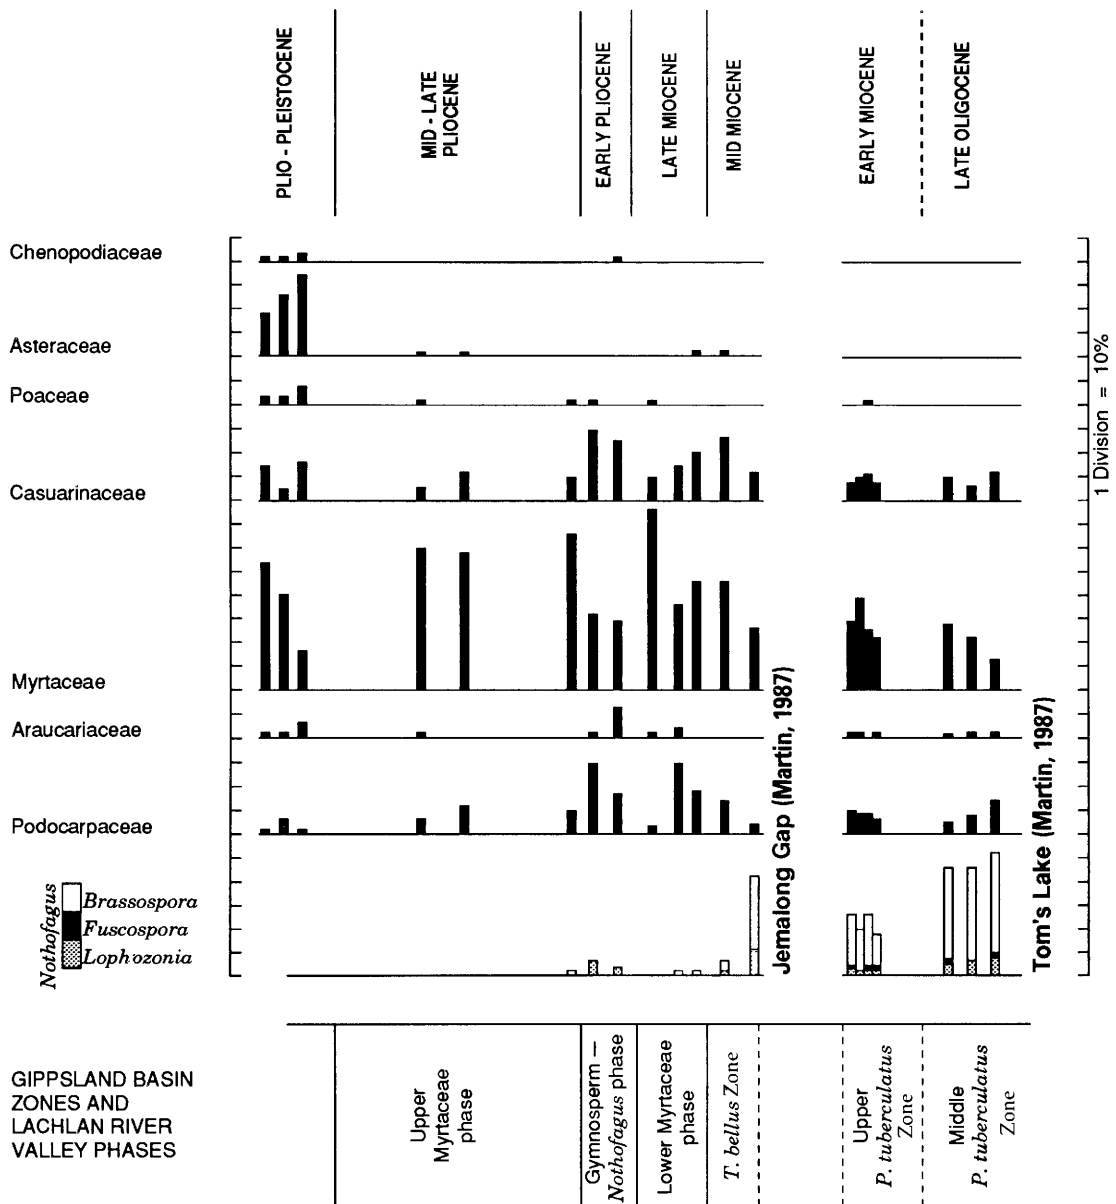 PLIO - PLEISTOCENE
MID - LATE
PLIOCENE
EARLY PLIOCENE
LATE MIOCENE
MID MIOCENE
EARLY MIOCENE
LATE OLIGOCENE
Chenopodiaceae
Asteraceae
Poaceae
Casuarinaceae
Myrtaceae
Araucariaceae
Podocarpaceae
Nothofagus
Brassospora
Fuscospora
Lophozonia
1 Division = 10%
Jemalong Gap (Martin, 1987)
Tom's Lake (Martin, 1987)
GIPPSLAND BASIN
ZONES AND
LACHLAN RIVER
VALLEY PHASES
Upper
Myrtaceae
phase
Gymnosperm —
Nothofagus phase
Lower Myrtaceae
phase
T. bellus Zone
Upper
P. tuberculatus
Zone
Middle
P. tuberculatus
Zone